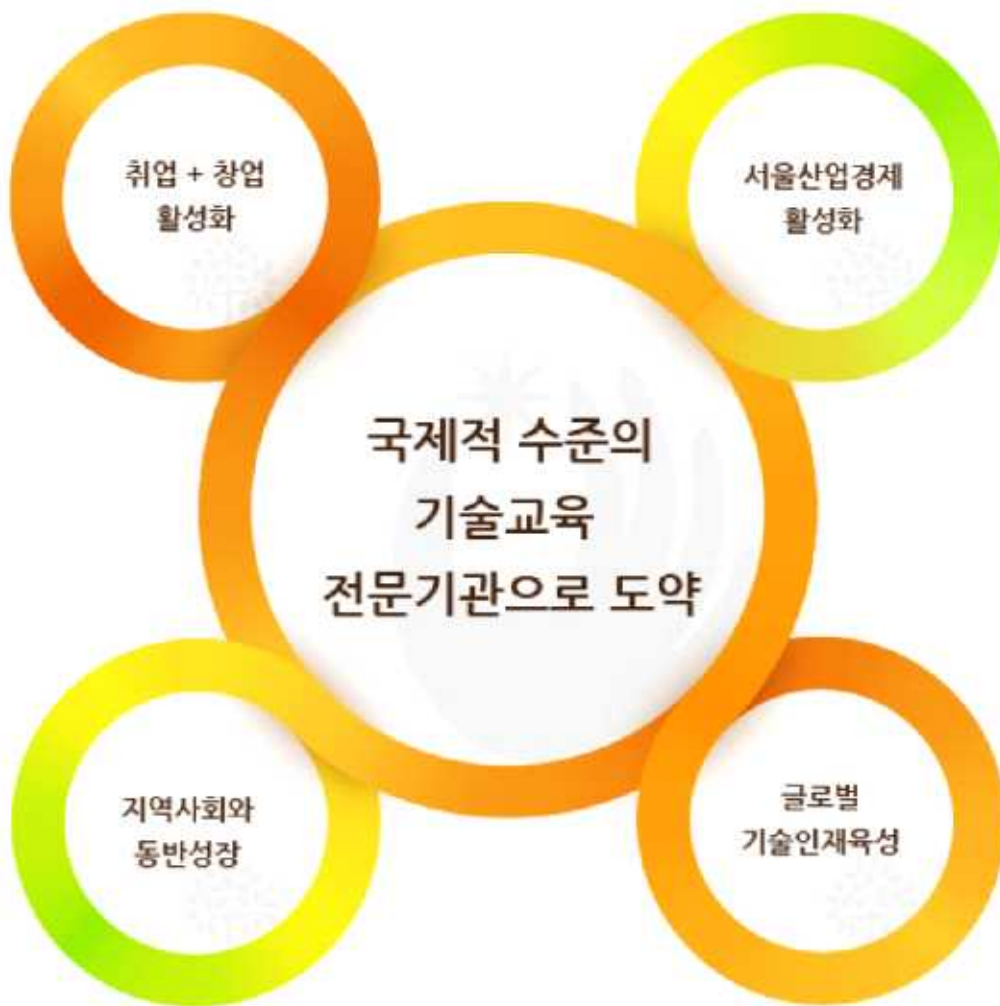 취업 + 창업
활성화
서울산업경제
활성화
국제적 수준의
기술교육
전문기관으로 도약
지역사회와
동반성장
글로벌
기술인재육성